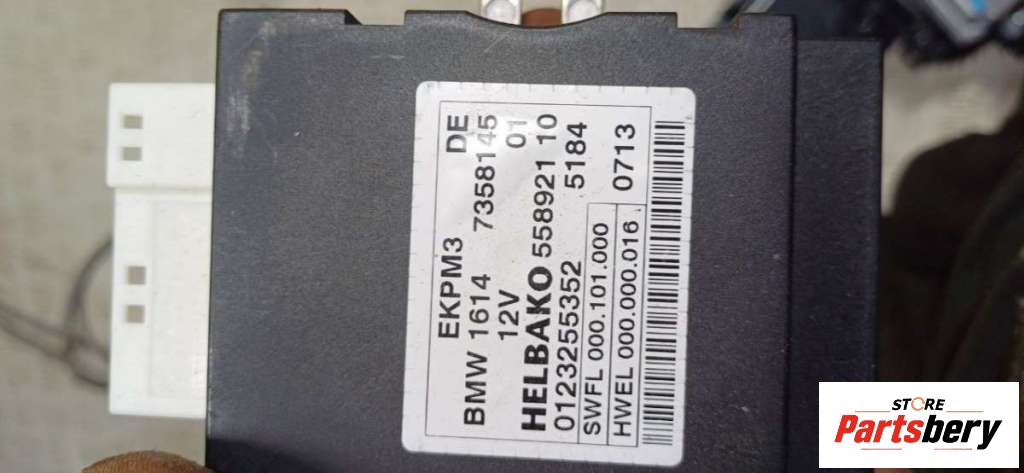 EKPM3 DE
BMW 1614 7358145
12V 01
HELBAKO 558921 10
0123255352 5184
SWFL 000.101.000
HWEL 000.000.016 0713
STORE
Partsbery